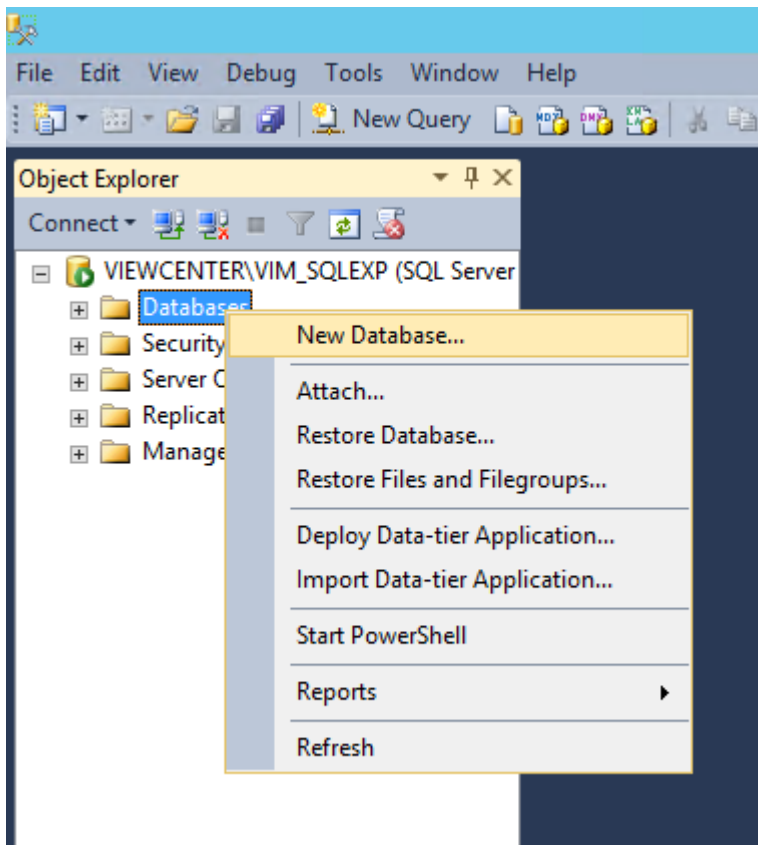 File Edit View Debug Tools Window Help
New Query
Object Explorer
Connect
VIEWCENTER\VIM_SQLEXP (SQL Server
Databases
Security
Server
Replicat
Manage
New Database...
Attach...
Restore Database...
Restore Files and Filegroups...
Deploy Data-tier Application...
Import Data-tier Application...
Start PowerShell
Reports
Refresh